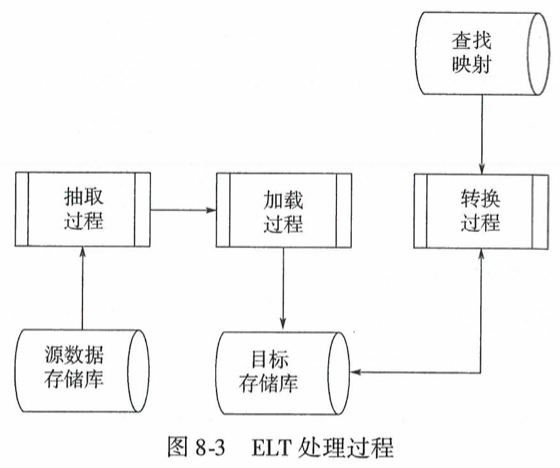 查找
映射
抽取
过程
加载
过程
转换
过程
源数据
存储库
目标
存储库
图 8-3 ELT 处理过程